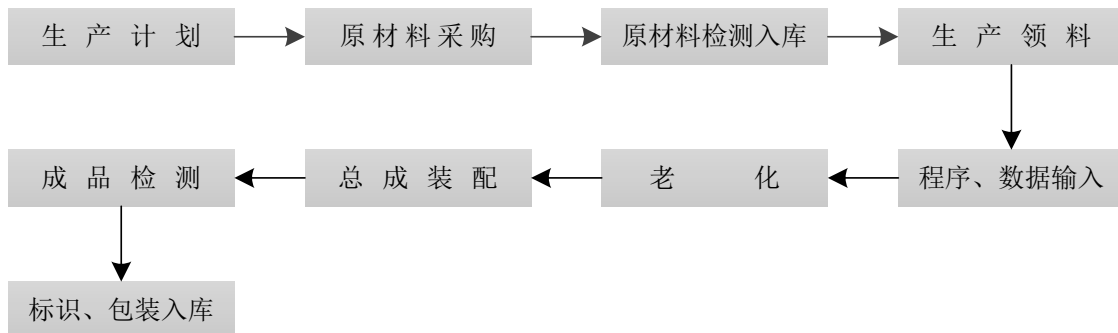 生产计划
原材料采购
原材料检测入库
生产领料
程序、数据输入
老化
总成装配
成品检测
标识、包装入库